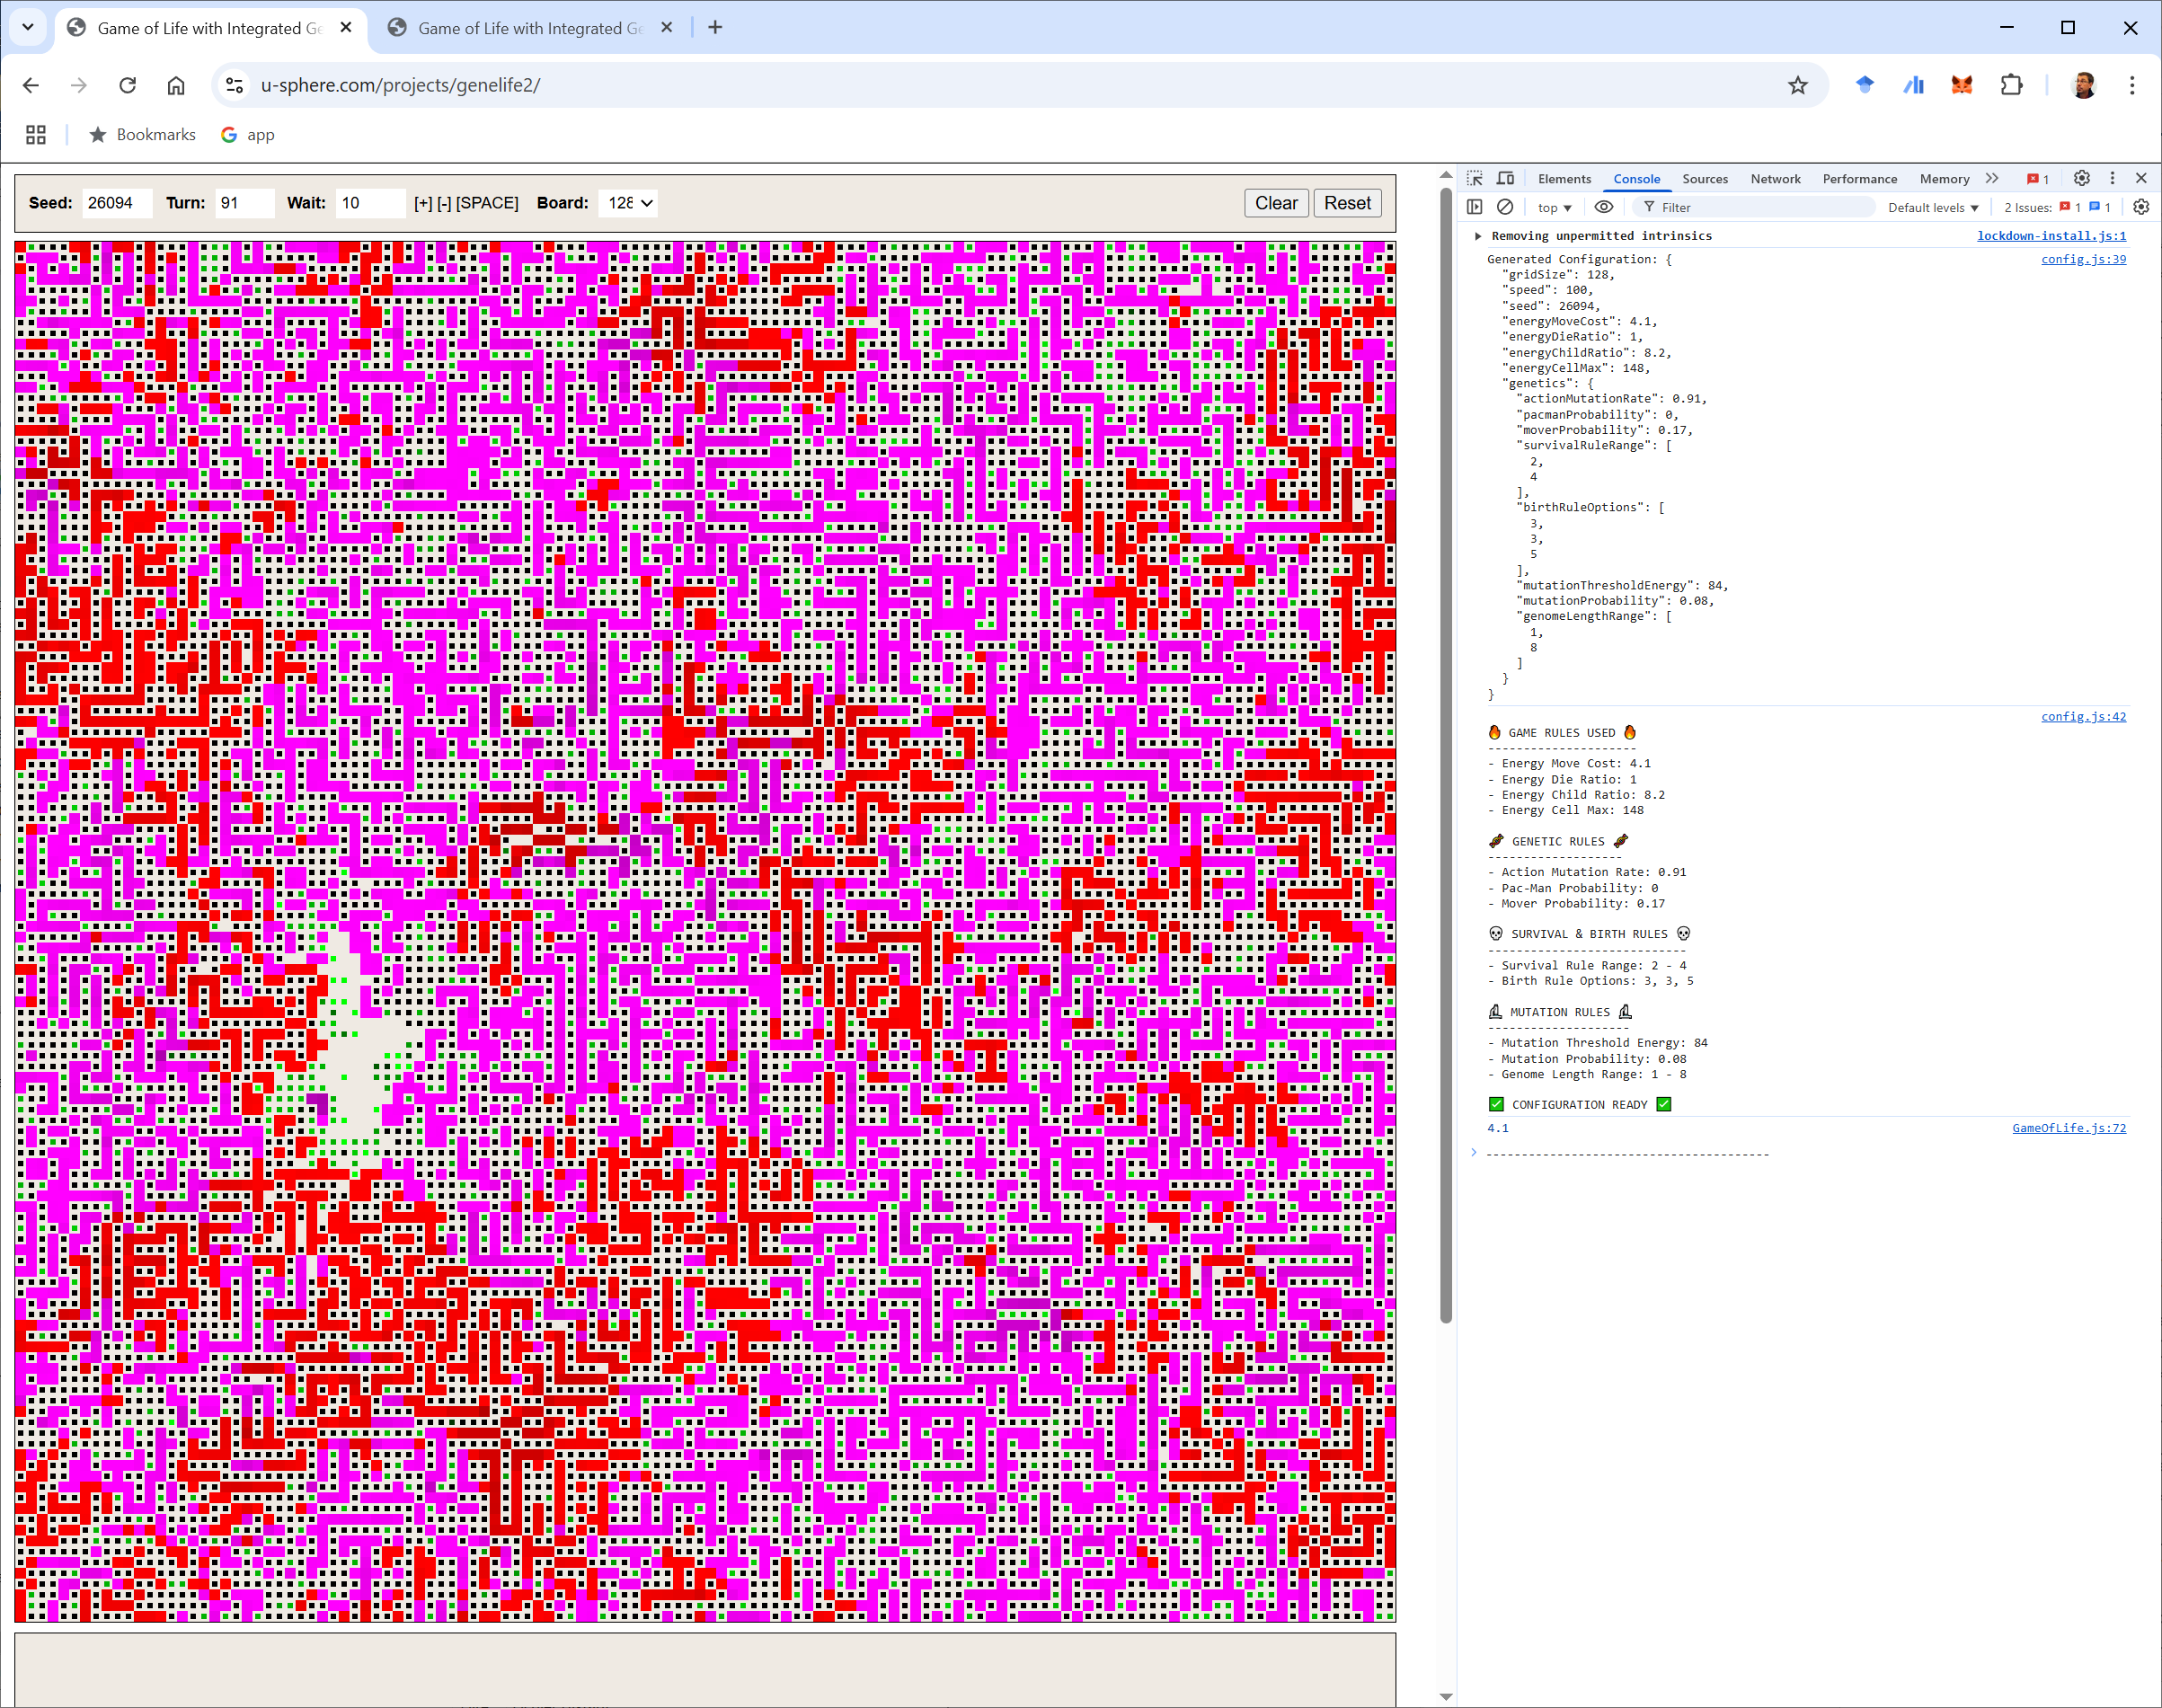 Game of Life with Integrated Ge
Game of Life with Integrated Ge
u-sphere.com/projects/genelife2/
Bookmarks
app
Seed: 26094 Turn: 91 Wait: 10 [+] [-] [SPACE] Board: 128 Clear Reset
Elements Console Sources Network Performance Memory 1
top Filter Default levels 2 Issues: 1 1
Removing unpermitted intrinsics lockdown-install.js:1
Generated Configuration: { config.js:39
"gridSize": 128,
"speed": 100,
"seed": 26094,
"energyMoveCost": 4.1,
"energyDieRatio": 1,
"energyChildRatio": 8.2,
"energyCellMax": 148,
"genetics": {
"actionMutationRate": 0.91,
"pacmanProbability": 0,
"moverProbability": 0.17,
"survivalRuleRange": [
2,
4
],
"birthRuleOptions": [
3,
3,
5
],
"mutationThresholdEnergy": 84,
"mutationProbability": 0.08,
"genomeLengthRange": [
1,
8
]
}
}
config.js:42
🔥 GAME RULES USED 🔥
---------------------
- Energy Move Cost: 4.1
- Energy Die Ratio: 1
- Energy Child Ratio: 8.2
- Energy Cell Max: 148
GENETIC RULES
-------------------
- Action Mutation Rate: 0.91
- Pac-Man Probability: 0
- Mover Probability: 0.17
💀 SURVIVAL & BIRTH RULES 💀
----------------------------
- Survival Rule Range: 2 - 4
- Birth Rule Options: 3, 3, 5
MUTATION RULES
--------------------
- Mutation Threshold Energy: 84
- Mutation Probability: 0.08
- Genome Length Range: 1 - 8
✅ CONFIGURATION READY ✅
4.1 GameOfLife.js:72
----------------------------------------